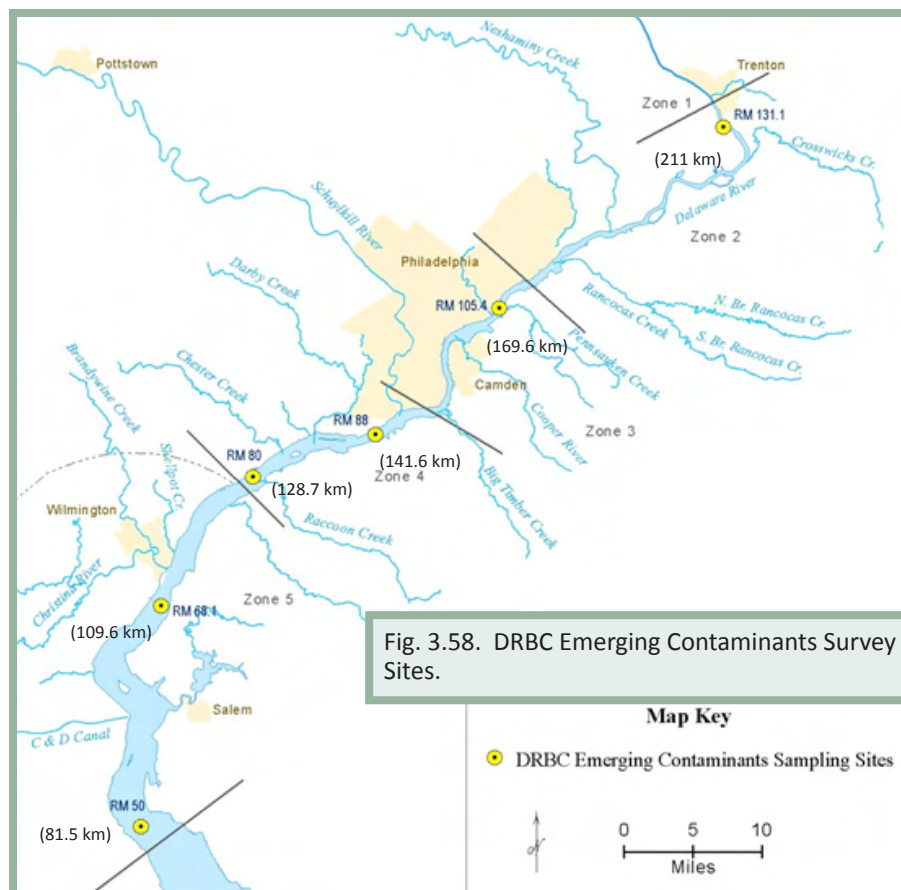 Neshaminy Creek
Pottstown
Trenton
Zone 1
RM 131.1
Crosswicks Cr.
(211 km)
Schuylkill River
Delaware River
Zone 2
Philadelphia
Darby Creek
RM 105.4
Rancocas Creek
N. Br. Rancocas Cr.
S. Br. Rancocas Cr.
(169.6 km)
Pennsauken Creek
Brandywine Creek
Chester Creek
Camden
Cooper River
Zone 3
RM 88
RM 80
(141.6 km)
Zone 4
Shellpot Cr.
(128.7 km)
Big Timber Creek
Wilmington
Raccoon Creek
Christina River
Zone 5
RM 68.1
(109.6 km)
Fig. 3.58. DRBC Emerging Contaminants Survey
Sites.
Salem
C & D Canal
Map Key
DRBC Emerging Contaminants Sampling Sites
RM 50
(81.5 km)
N
0 5 10
Miles